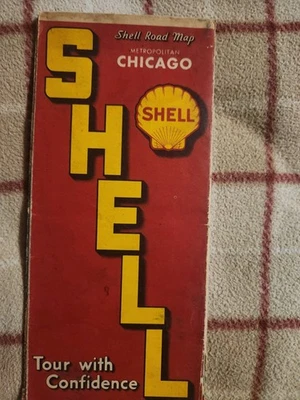 Shell Road Map
METROPOLITAN
CHICAGO
SHELL
SHELL
Tour with
Confidence